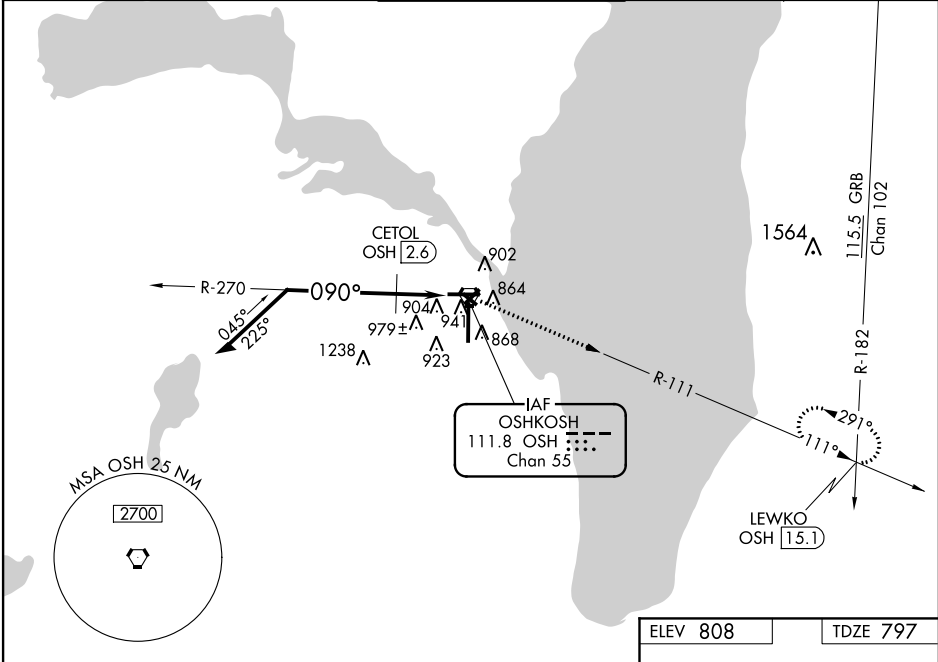 115.5 GRB
Chan 102
1564
CETOL
OSH 2.6
902
R-270
090°
864
904
941
979±
868
923
1238
045°
225°
R-182
R-111
IAF
OSHKOSH
111.8 OSH
Chan 55
291°
111°
MSA OSH 25 NM
2700
LEWKO
OSH 15.1
ELEV 808
TDZE 797